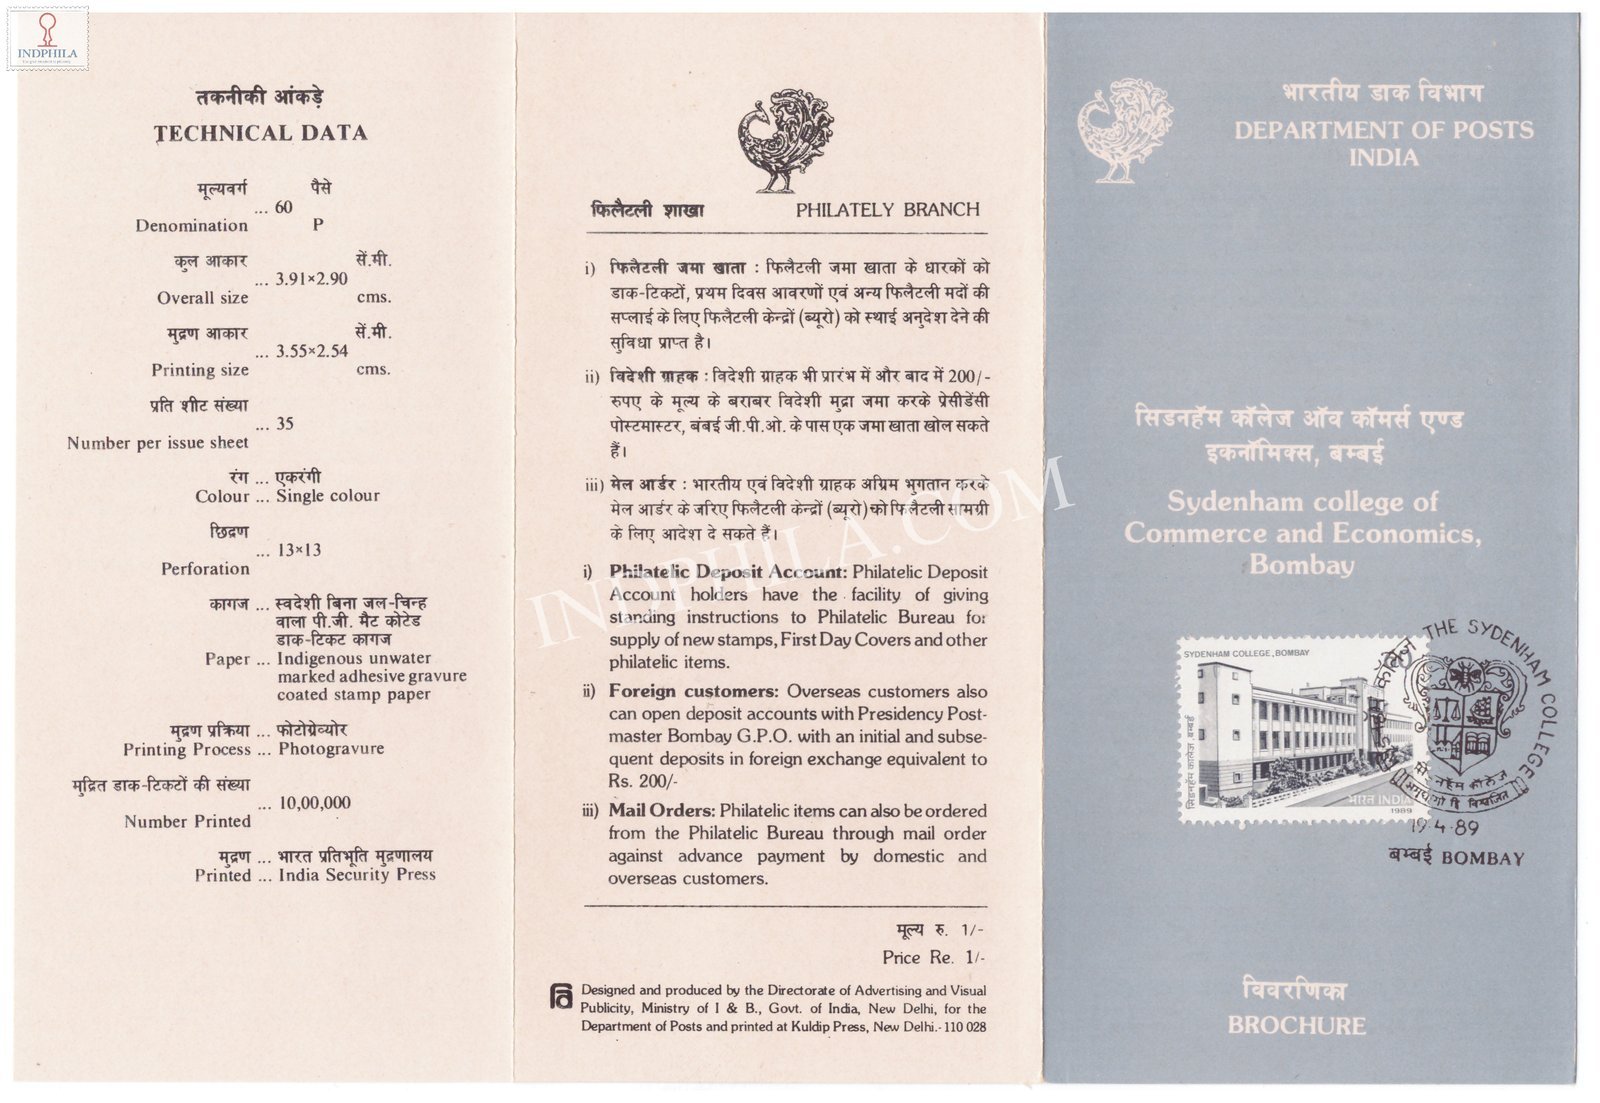 INDPHILA
तकनीकी आंकड़े
TECHNICAL DATA
मूल्यवर्ग पैसे
... 60
Denomination P
कुल आकार सें.मी.
... 3.91×2.90
Overall size cms.
मुद्रण आकार सें.मी.
... 3.55×2.54
Printing size cms.
प्रति शीट संख्या
... 35
Number per issue sheet
रंग ... एकरंगी
Colour ... Single colour
छिद्रण
... 13×13
Perforation
कागज ... स्वदेशी बिना जल-चिन्ह
वाला पी.जी. मैट कोटेड
डाक-टिकट कागज
Paper ... Indigenous unwater
marked adhesive gravure
coated stamp paper
मुद्रण प्रक्रिया ... फोटोग्रेव्योर
Printing Process ... Photogravure
मुद्रित डाक-टिकटों की संख्या
... 10,00,000
Number Printed
मुद्रण ... भारत प्रतिभूति मुद्रणालय
Printed ... India Security Press
फिलैटली शाखा PHILATELY BRANCH
i) फिलैटली जमा खाता : फिलैटली जमा खाता के धारकों को
डाक-टिकटों, प्रथम दिवस आवरणों एवं अन्य फिलैटली मदों की
सप्लाई के लिए फिलैटली केन्द्रों (ब्यूरो) को स्थाई अनुदेश देने की
सुविधा प्राप्त है।
ii) विदेशी ग्राहक : विदेशी ग्राहक भी प्रारंभ में और बाद में 200/-
रुपए के मूल्य के बराबर विदेशी मुद्रा जमा करके प्रेसीडेंसी
पोस्टमास्टर, बंबई जी.पी.ओ. के पास एक जमा खाता खोल सकते
हैं।
iii) मेल आर्डर : भारतीय एवं विदेशी ग्राहक अग्रिम भुगतान करके
मेल आर्डर के जरिए फिलैटली केन्द्रों (ब्यूरो) को फिलैटली सामग्री
के लिए आदेश दे सकते हैं।
i) Philatelic Deposit Account: Philatelic Deposit
Account holders have the facility of giving
standing instructions to Philatelic Bureau for
supply of new stamps, First Day Covers and other
philatelic items.
ii) Foreign customers: Overseas customers also
can open deposit accounts with Presidency Post-
master Bombay G.P.O. with an initial and subse-
quent deposits in foreign exchange equivalent to
Rs. 200/-
iii) Mail Orders: Philatelic items can also be ordered
from the Philatelic Bureau through mail order
against advance payment by domestic and
overseas customers.
मूल्य रु. 1/-
Price Re. 1/-
Designed and produced by the Directorate of Advertising and Visual
Publicity, Ministry of I & B., Govt. of India, New Delhi, for the
Department of Posts and printed at Kuldip Press, New Delhi.- 110 028
INDPHILA.COM
भारतीय डाक विभाग
DEPARTMENT OF POSTS
INDIA
सिडनहॅम कॉलेज ऑव कॉमर्स एण्ड
इकनॉमिक्स, बम्बई
Sydenham college of
Commerce and Economics,
Bombay
SYDENHAM COLLEGE, BOMBAY
सिडनहॅम कालेज, बम्बई
भारत INDIA
1989
THE SYDENHAM COLLEGE
19.4.89
बम्बई BOMBAY
विवरणिका
BROCHURE